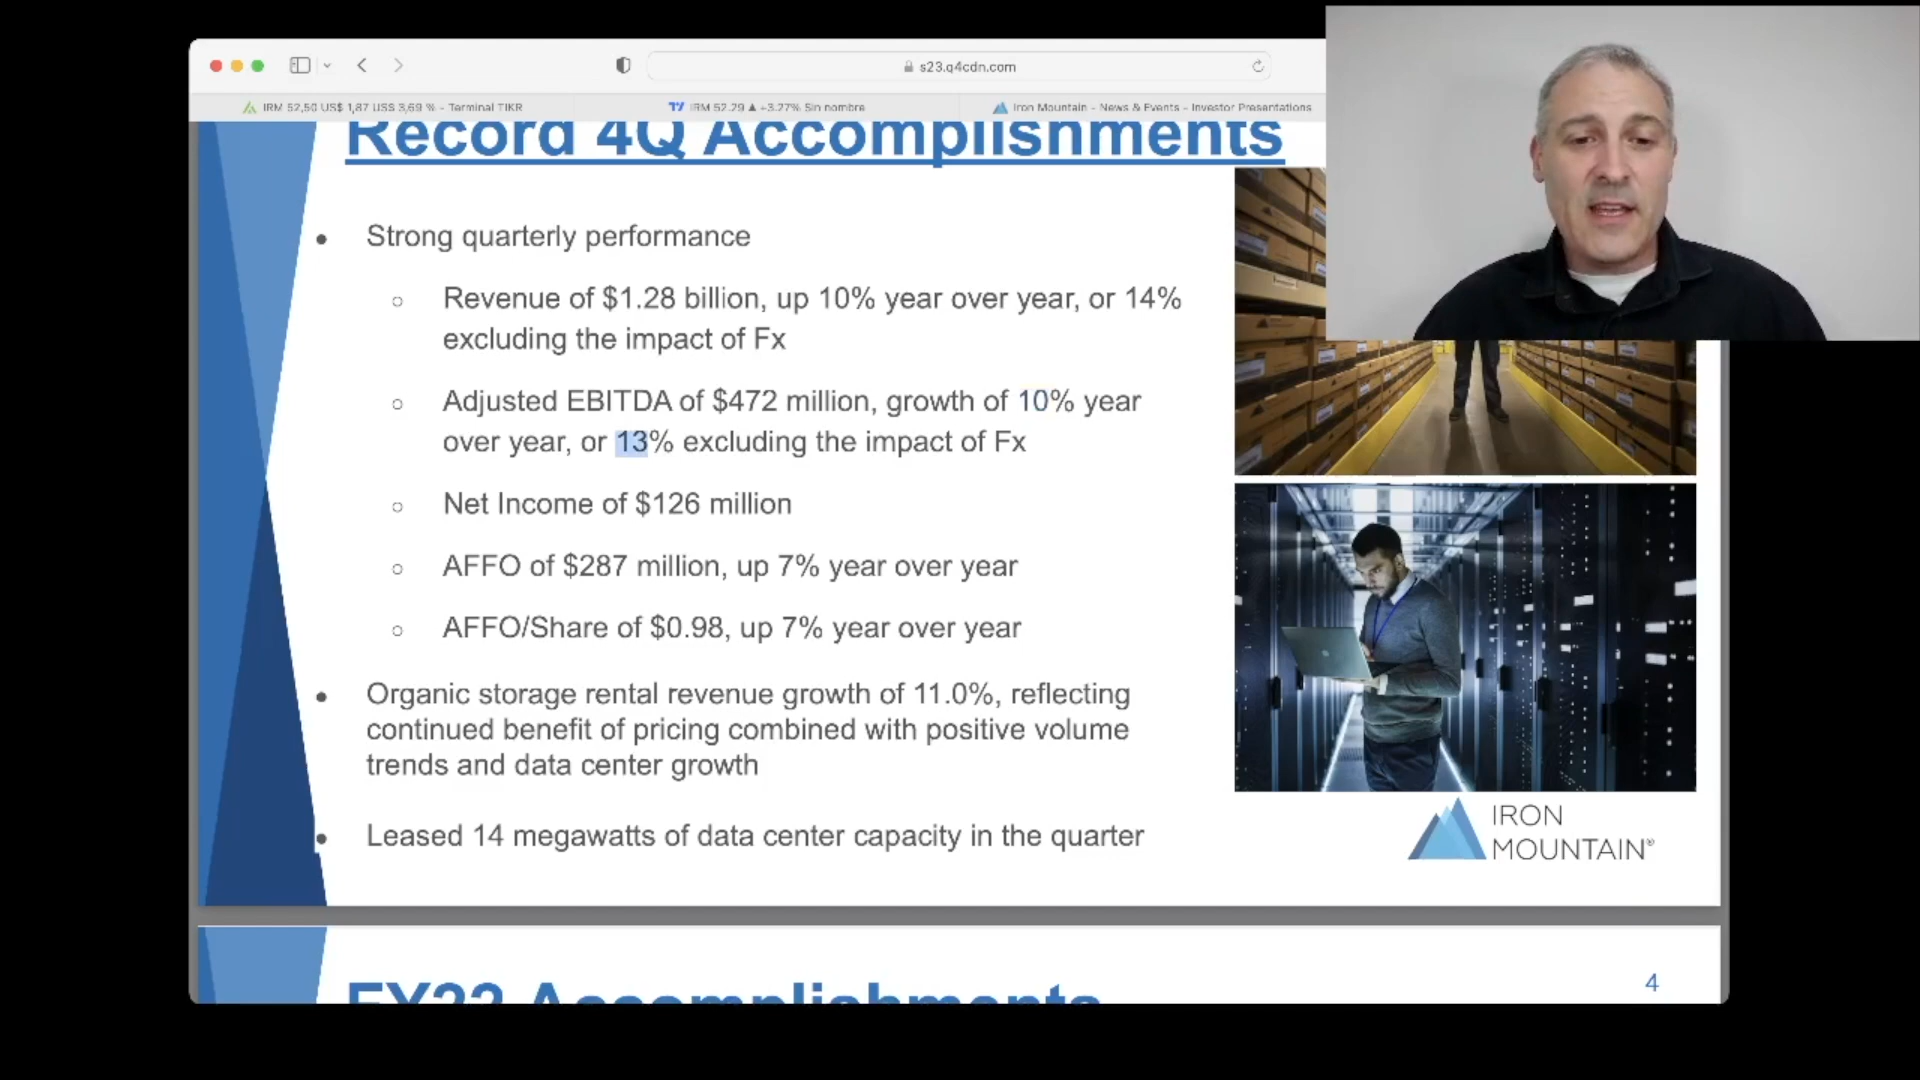 s23.q4cdn.com
IRM 52,50 US$ 1,87 US$ 3,69 % - Terminal TIKR
IRM 52.29 ▲ +3.27% Sin nombre
Iron Mountain - News & Events - Investor Presentations
Record 4Q Accomplishments
• Strong quarterly performance
○ Revenue of $1.28 billion, up 10% year over year, or 14%
excluding the impact of Fx
○ Adjusted EBITDA of $472 million, growth of 10% year
over year, or 13% excluding the impact of Fx
○ Net Income of $126 million
○ AFFO of $287 million, up 7% year over year
○ AFFO/Share of $0.98, up 7% year over year
• Organic storage rental revenue growth of 11.0%, reflecting
continued benefit of pricing combined with positive volume
trends and data center growth
• Leased 14 megawatts of data center capacity in the quarter
IRON
MOUNTAIN®
4
FY22 Accomplishments